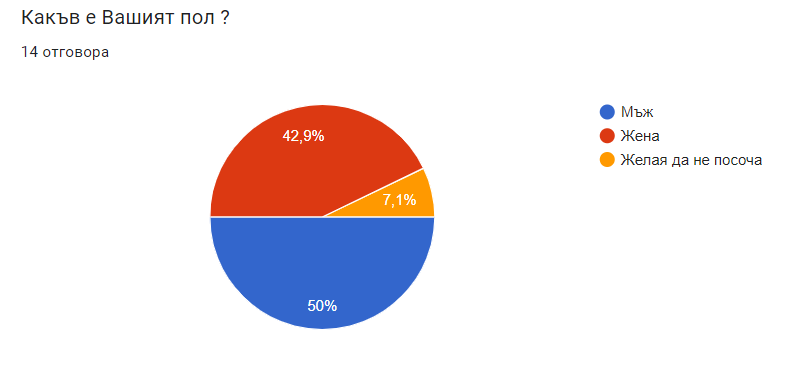 Какъв е Вашият пол ?
14 отговора
Мъж
Жена
Желая да не посоча
42,9%
7,1%
50%